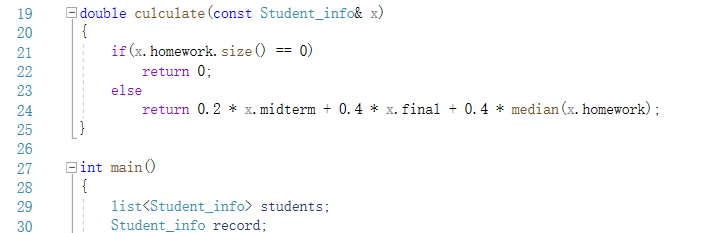 19 double culculate(const Student_info& x)
20 {
21 if(x.homework.size() == 0)
22 return 0;
23 else
24 return 0.2 * x.midterm + 0.4 * x.final + 0.4 * median(x.homework);
25 }
26
27 int main()
28 {
29 list<Student_info> students;
30 Student_info record;